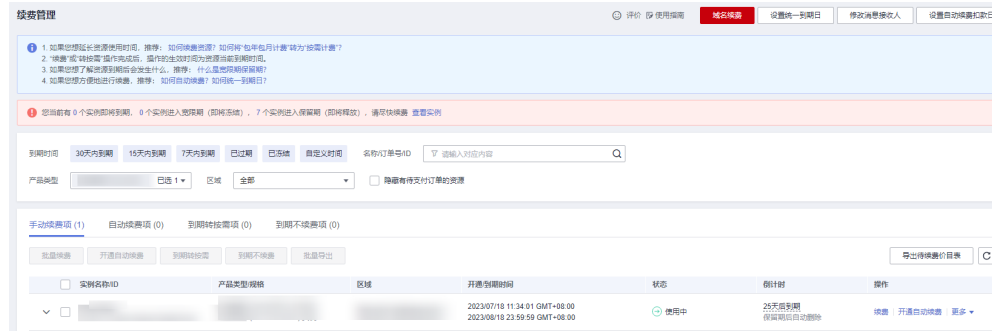 续费管理
评价 使用指南 域名续费 设置统一到期日 修改消息接收人 设置自动续费扣款日
1. 如果您想延长资源使用时间，推荐： 如何续费资源？如何将“包年包月计费”转为“按需计费”？
2. “续费”或“转按需”操作完成后，操作的生效时间为资源当前到期时间。
3. 如果您想了解资源到期后会发生什么，推荐： 什么是宽限期保留期？
4. 如果您想方便地进行续费，推荐： 如何自动续费？如何统一到期日？
您当前有 0 个实例即将到期， 0 个实例进入宽限期（即将冻结）， 7 个实例进入保留期（即将释放），请尽快续费 查看实例
到期时间 30天内到期 15天内到期 7天内到期 已过期 已冻结 自定义时间 名称/订单号/ID 请输入对应内容
产品类型 已选 1 区域 全部 隐藏有待支付订单的资源
手动续费项 (1) 自动续费项 (0) 到期转按需项 (0) 到期不续费项 (0)
批量续费 开通自动续费 到期转按需 到期不续费 批量导出 导出待续费价目表
实例名称/ID 产品类型/规格 区域 开通/到期时间 状态 倒计时 操作
2023/07/18 11:34:01 GMT+08:00 使用中 25天后到期 续费 开通自动续费 更多
2023/08/18 23:59:59 GMT+08:00 保留期后自动删除